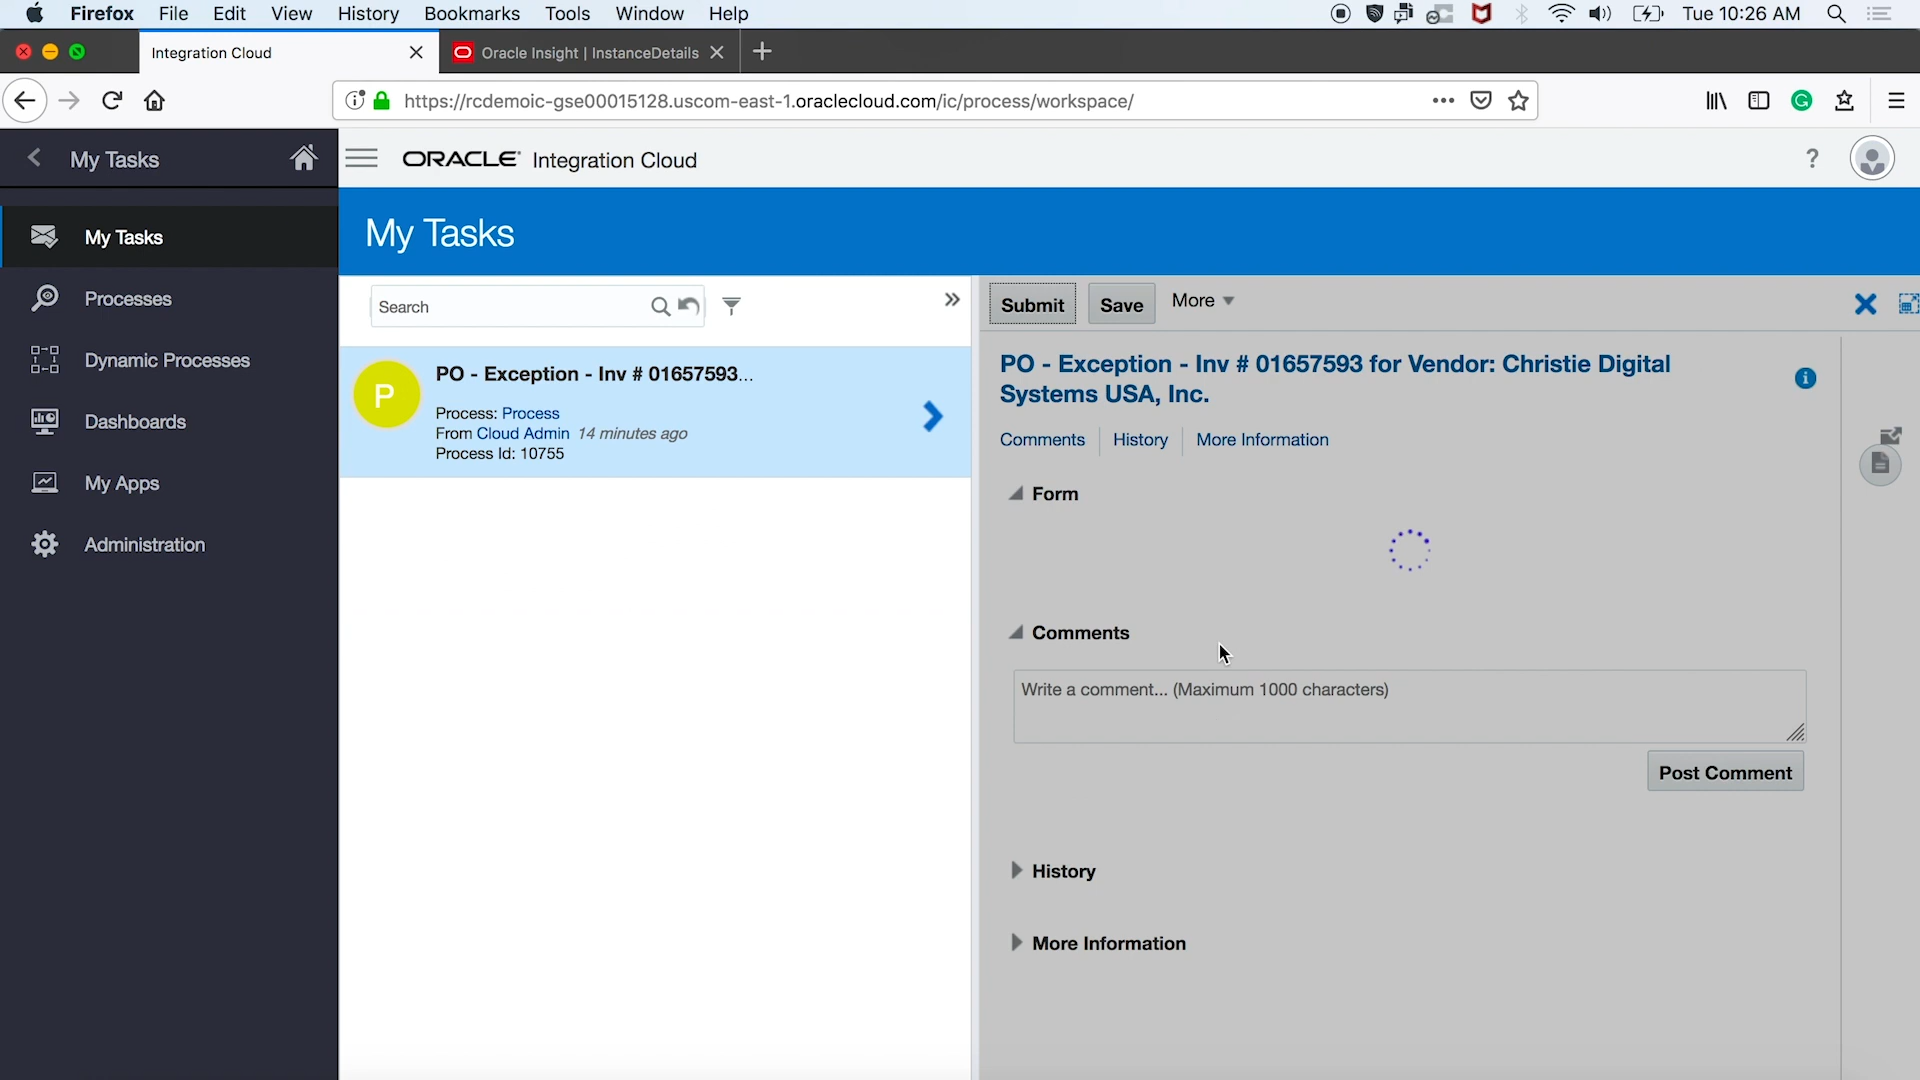 Firefox File Edit View History Bookmarks Tools Window Help Tue 10:26 AM
Integration Cloud Oracle Insight | InstanceDetails
https://rcdemoic-gse00015128.uscom-east-1.oraclecloud.com/ic/process/workspace/
My Tasks
ORACLE® Integration Cloud
?
My Tasks
My Tasks
Processes
Dynamic Processes
Dashboards
My Apps
Administration
Search
P
PO - Exception - Inv # 01657593...
Process: Process
From Cloud Admin 14 minutes ago
Process Id: 10755
Submit Save More
PO - Exception - Inv # 01657593 for Vendor: Christie Digital
Systems USA, Inc.
Comments History More Information
Form
Comments
Write a comment... (Maximum 1000 characters)
Post Comment
History
More Information